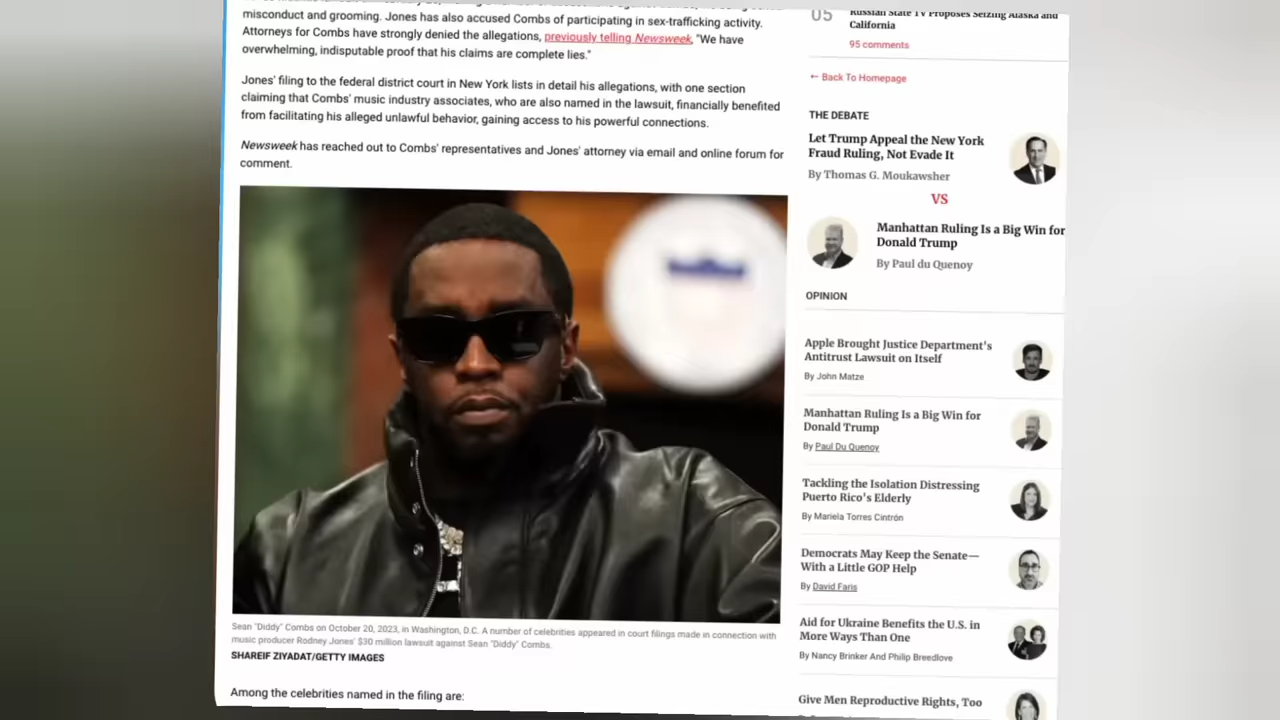 misconduct and grooming. Jones has also accused Combs of participating in sex-trafficking activity.
Attorneys for Combs have strongly denied the allegations, previously telling Newsweek, "We have
overwhelming, indisputable proof that his claims are complete lies."
Jones' filing to the federal district court in New York lists in detail his allegations, with one section
claiming that Combs' music industry associates, who are also named in the lawsuit, financially benefited
from facilitating his alleged unlawful behavior, gaining access to his powerful connections.
Newsweek has reached out to Combs' representatives and Jones' attorney via email and online forum for
comment.
Sean "Diddy" Combs on October 20, 2023, in Washington, D.C. A number of celebrities appeared in court filings made in connection with
music producer Rodney Jones' $30 million lawsuit against Sean "Diddy" Combs.
SHAREIF ZIYADAT/GETTY IMAGES
Among the celebrities named in the filing are:
05
Russian State TV Proposes Seizing Alaska and
California
95 comments
← Back To Homepage
THE DEBATE
Let Trump Appeal the New York
Fraud Ruling, Not Evade It
By Thomas G. Moukawsher
VS
Manhattan Ruling Is a Big Win for
Donald Trump
By Paul du Quenoy
OPINION
Apple Brought Justice Department's
Antitrust Lawsuit on Itself
By John Matze
Manhattan Ruling Is a Big Win for
Donald Trump
By Paul Du Quenoy
Tackling the Isolation Distressing
Puerto Rico's Elderly
By Mariela Torres Cintrón
Democrats May Keep the Senate—
With a Little GOP Help
By David Faris
Aid for Ukraine Benefits the U.S. in
More Ways Than One
By Nancy Brinker And Philip Breedlove
Give Men Reproductive Rights, Too